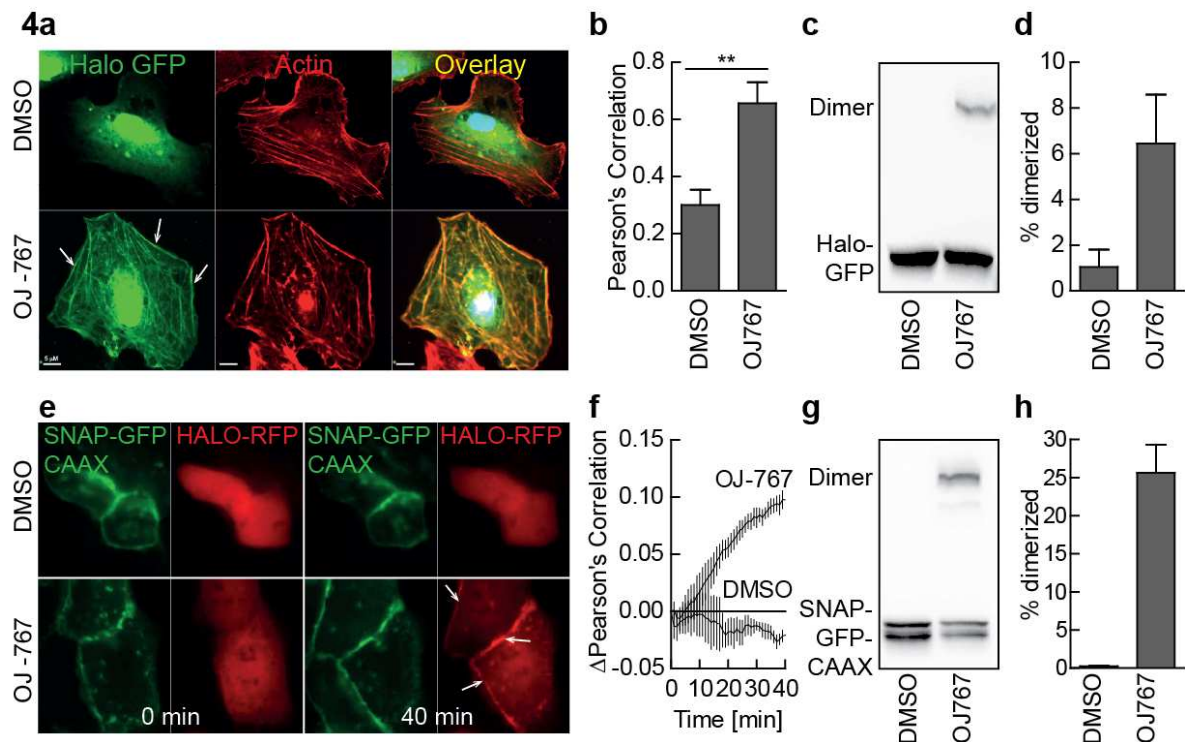 4a
Halo GFP Actin Overlay
DMSO
OJ -767
5 µM
b
**
Pearson's Correlation
0.8
0.6
0.4
0.2
0.0
DMSO OJ767
c
Dimer
Halo-
GFP
DMSO OJ767
d
% dimerized
10
8
6
4
2
0
DMSO OJ767
e
SNAP-GFP HALO-RFP SNAP-GFP HALO-RFP
CAAX CAAX
DMSO
OJ -767
0 min 40 min
f
ΔPearson's Correlation
0.15
0.10
0.05
0.00
-0.05
OJ-767
DMSO
0 10 20 30 40
Time [min]
g
Dimer
SNAP-
GFP-
CAAX
DMSO OJ767
h
% dimerized
30
25
20
15
10
5
0
DMSO OJ767